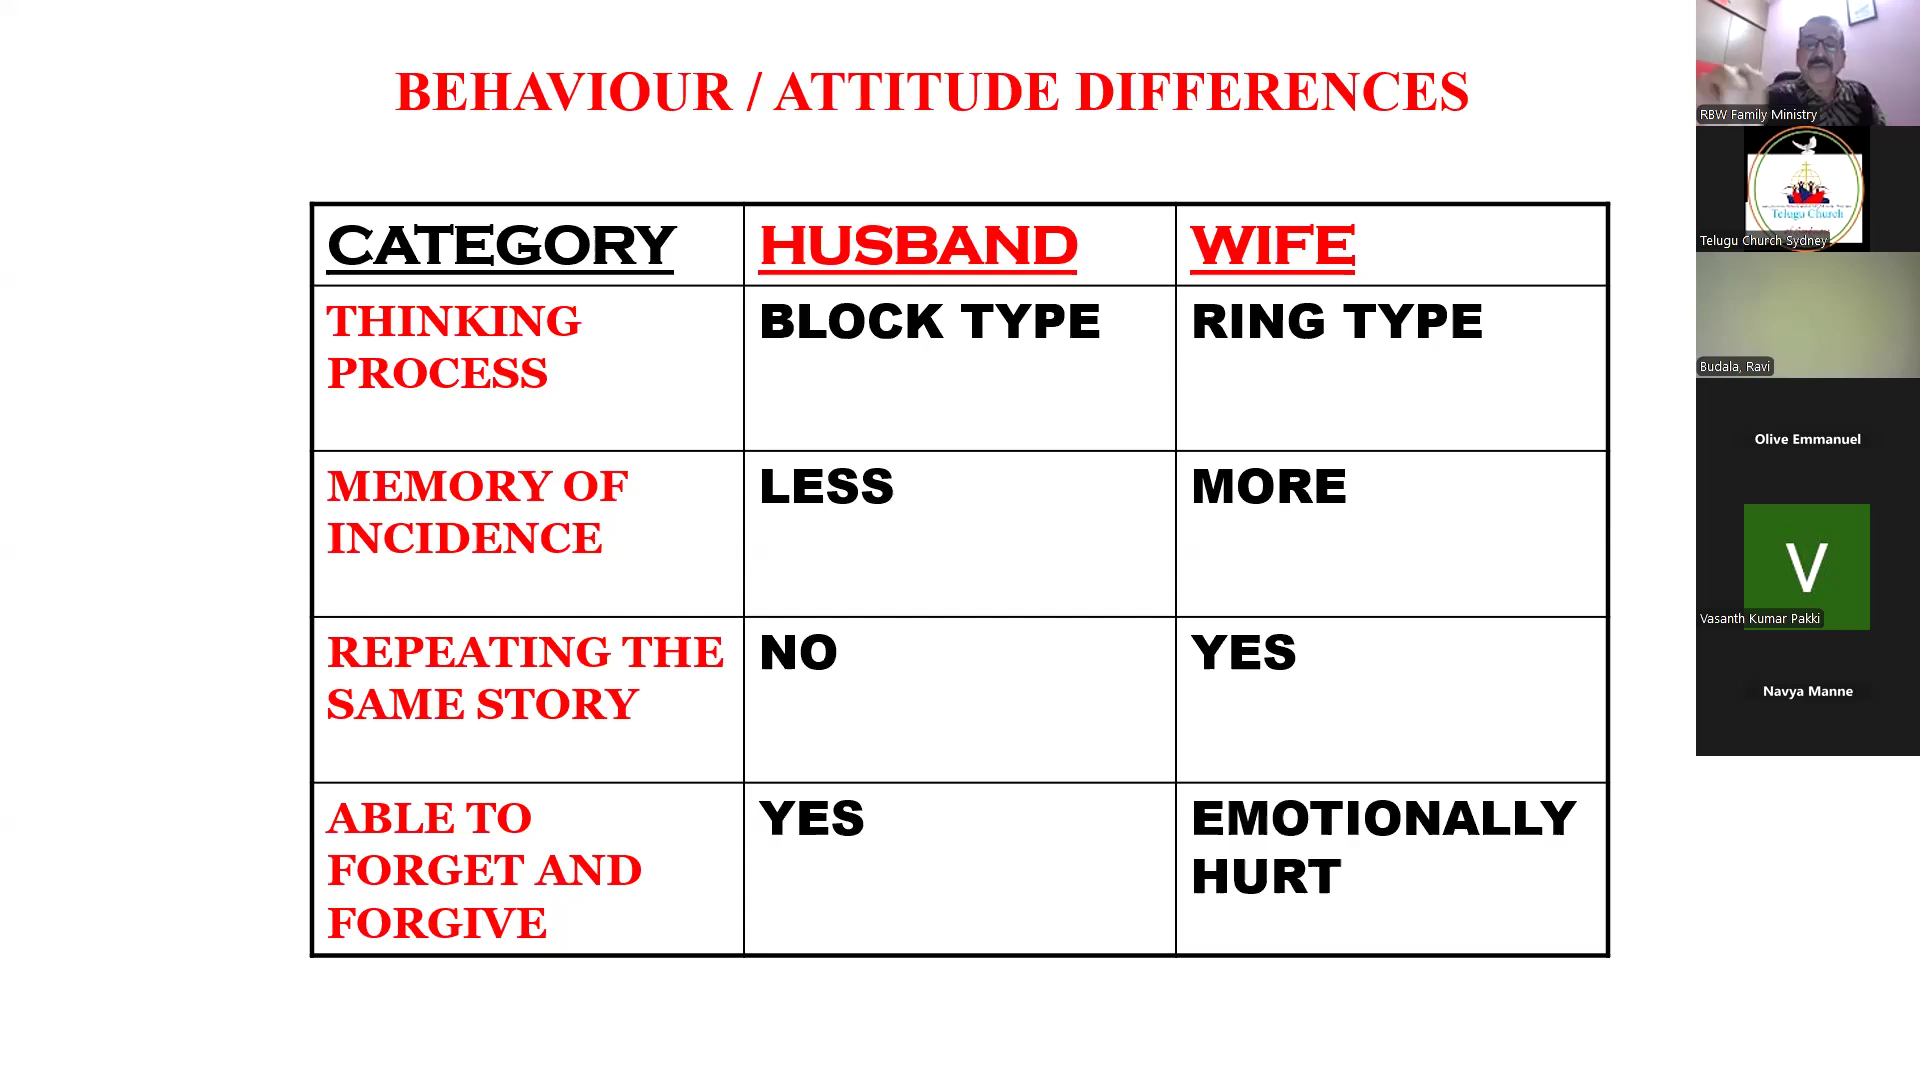 BEHAVIOUR / ATTITUDE DIFFERENCES
CATEGORY HUSBAND WIFE
THINKING PROCESS BLOCK TYPE RING TYPE
MEMORY OF INCIDENCE LESS MORE
REPEATING THE SAME STORY NO YES
ABLE TO FORGET AND FORGIVE YES EMOTIONALLY HURT
RBW Family Ministry
Telugu Church
Telugu Church Sydney
Budala, Ravi
Olive Emmanuel
V
Vasanth Kumar Pakki
Navya Manne